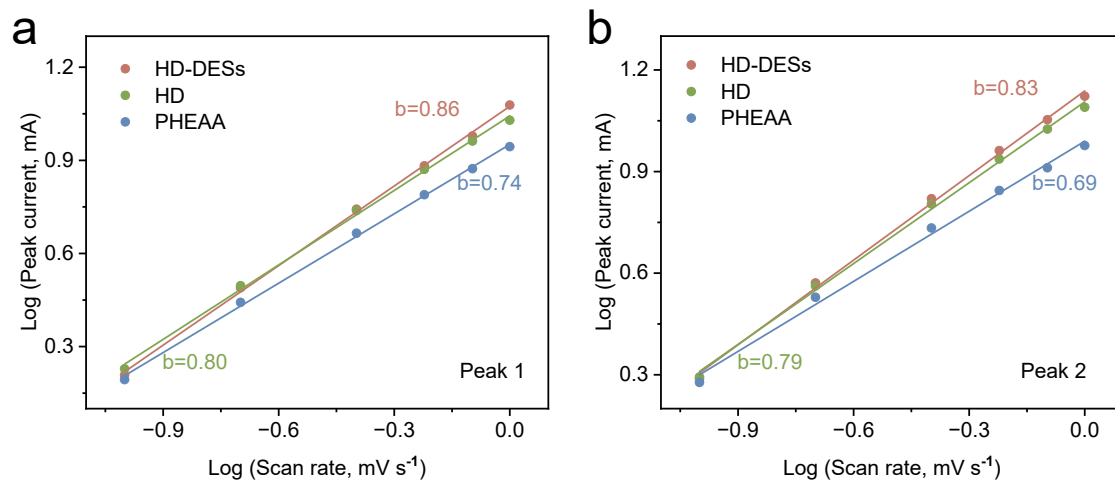 a
HD-DESs
HD
PHEAA
b=0.86
b=0.74
b=0.80
Peak 1
1.2
0.9
0.6
0.3
−0.9
−0.6
−0.3
0.0
Log (Peak current, mA)
Log (Scan rate, mV s⁻¹)
b
HD-DESs
HD
PHEAA
b=0.83
b=0.69
b=0.79
Peak 2
1.2
0.9
0.6
0.3
−0.9
−0.6
−0.3
0.0
Log (Peak current, mA)
Log (Scan rate, mV s⁻¹)